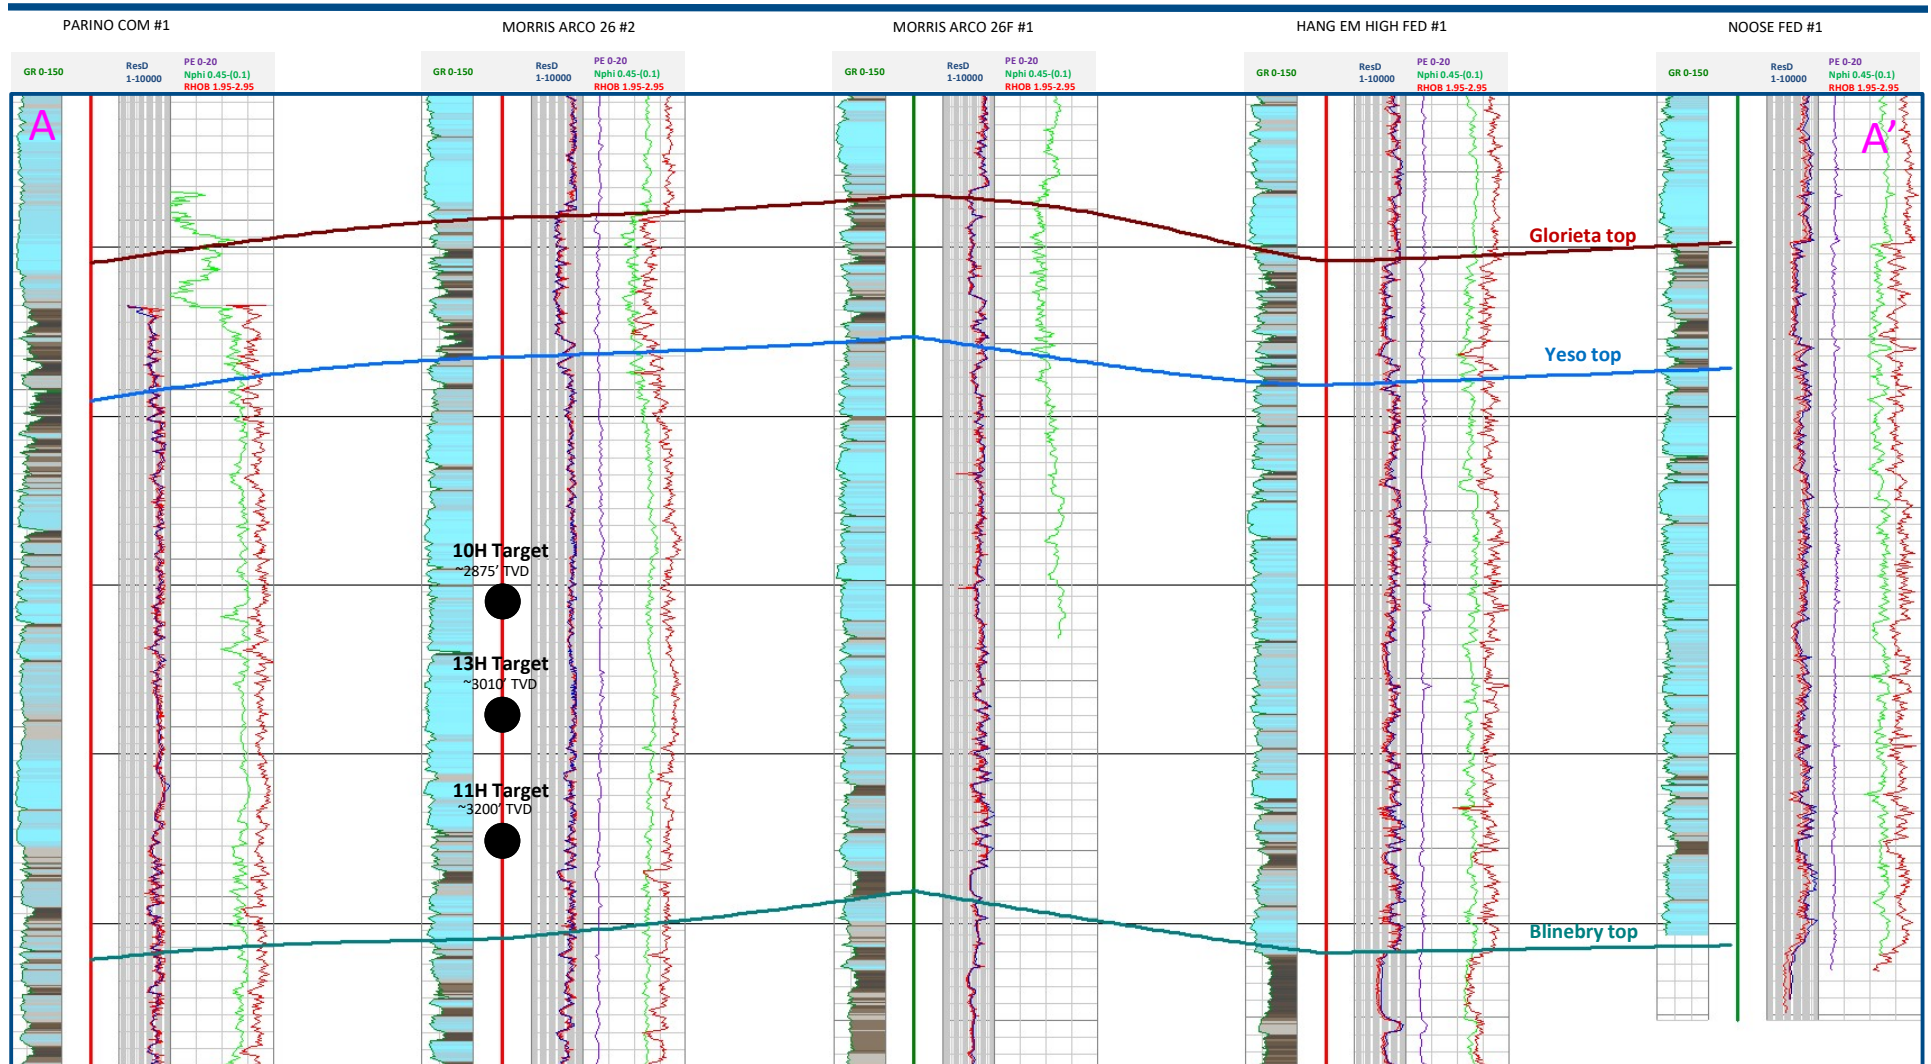 PARINO COM #1
MORRIS ARCO 26 #2
MORRIS ARCO 26F #1
HANG EM HIGH FED #1
NOOSE FED #1
GR 0-150
ResD
1-10000
PE 0-20
Nphi 0.45-(0.1)
RHOB 1.95-2.95
GR 0-150
ResD
1-10000
PE 0-20
Nphi 0.45-(0.1)
RHOB 1.95-2.95
GR 0-150
ResD
1-10000
PE 0-20
Nphi 0.45-(0.1)
RHOB 1.95-2.95
GR 0-150
ResD
1-10000
PE 0-20
Nphi 0.45-(0.1)
RHOB 1.95-2.95
GR 0-150
ResD
1-10000
PE 0-20
Nphi 0.45-(0.1)
RHOB 1.95-2.95
A
A'
Glorieta top
Yeso top
10H Target
~2875' TVD
13H Target
~3010' TVD
11H Target
~3200' TVD
Blinebry top